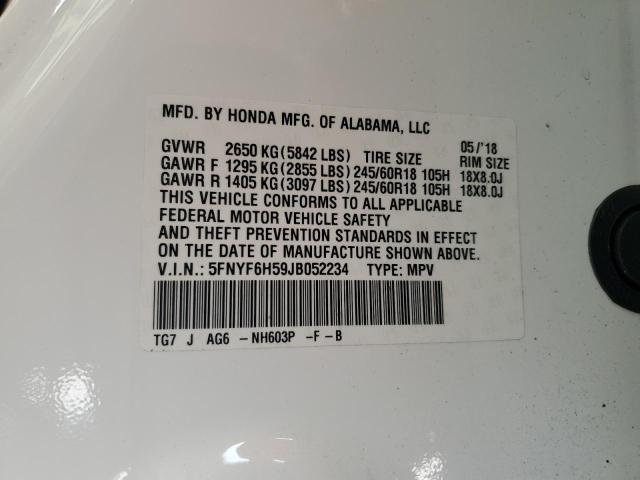 MFD. BY HONDA MFG. OF ALABAMA, LLC
GVWR 2650 KG(5842 LBS) TIRE SIZE 05/'18 RIM SIZE
GAWR F 1295 KG(2855 LBS)245/60R18 105H 18X8.0J
GAWR R 1405 KG(3097 LBS)245/60R18 105H 18X8.0J
THIS VEHICLE CONFORMS TO ALL APPLICABLE
FEDERAL MOTOR VEHICLE SAFETY
AND THEFT PREVENTION STANDARDS IN EFFECT
ON THE DATE OF MANUFACTURE SHOWN ABOVE.
V.I.N.: 5FNYF6H59JB052234 TYPE: MPV
TG7 J AG6 -NH603P -F-B